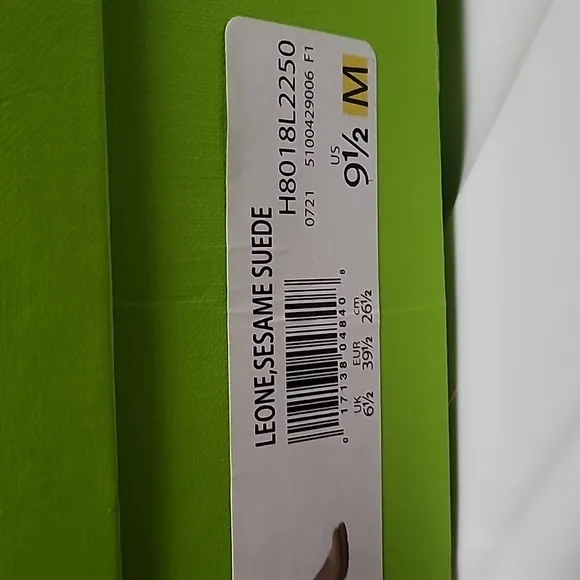 LEONE,SESAME SUEDE
H8018L2250
0721 5100429006 F1
0 17138 04840 8
UK EUR cm
6½ 39½ 26½
US
9½ M